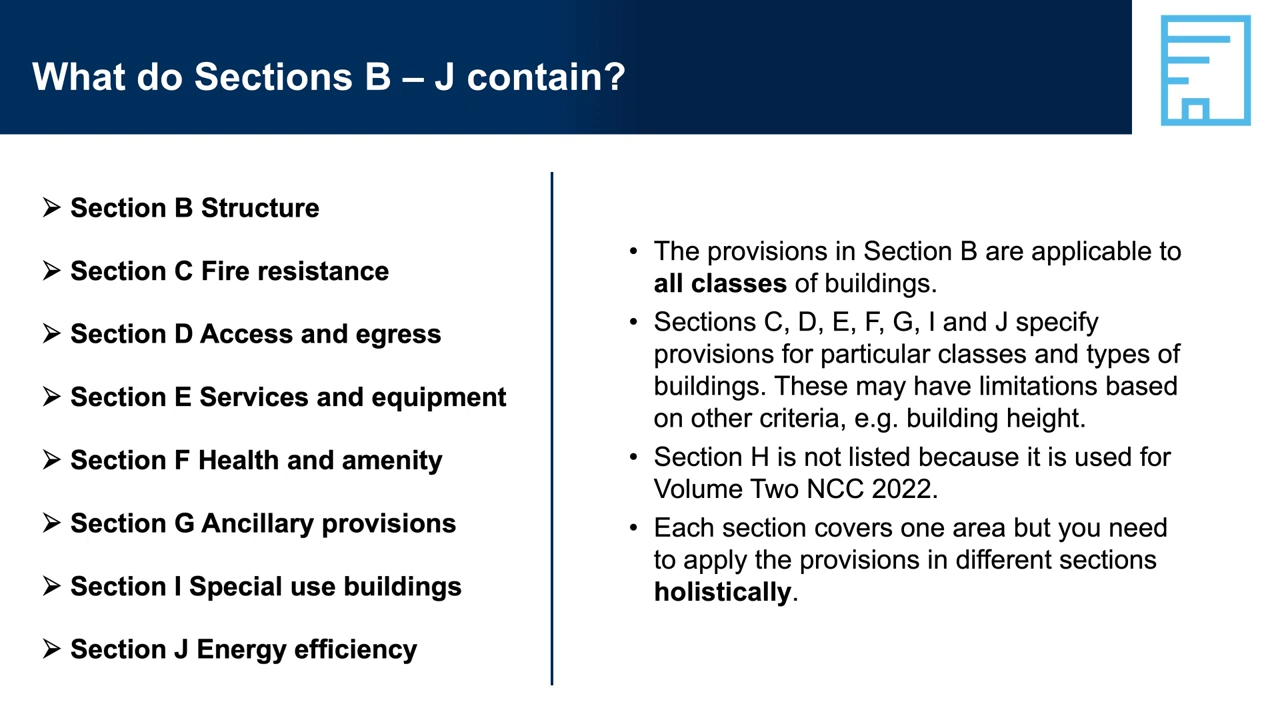 What do Sections B – J contain?
➢ Section B Structure
➢ Section C Fire resistance
➢ Section D Access and egress
➢ Section E Services and equipment
➢ Section F Health and amenity
➢ Section G Ancillary provisions
➢ Section I Special use buildings
➢ Section J Energy efficiency
• The provisions in Section B are applicable to
all classes of buildings.
• Sections C, D, E, F, G, I and J specify
provisions for particular classes and types of
buildings. These may have limitations based
on other criteria, e.g. building height.
• Section H is not listed because it is used for
Volume Two NCC 2022.
• Each section covers one area but you need
to apply the provisions in different sections
holistically.